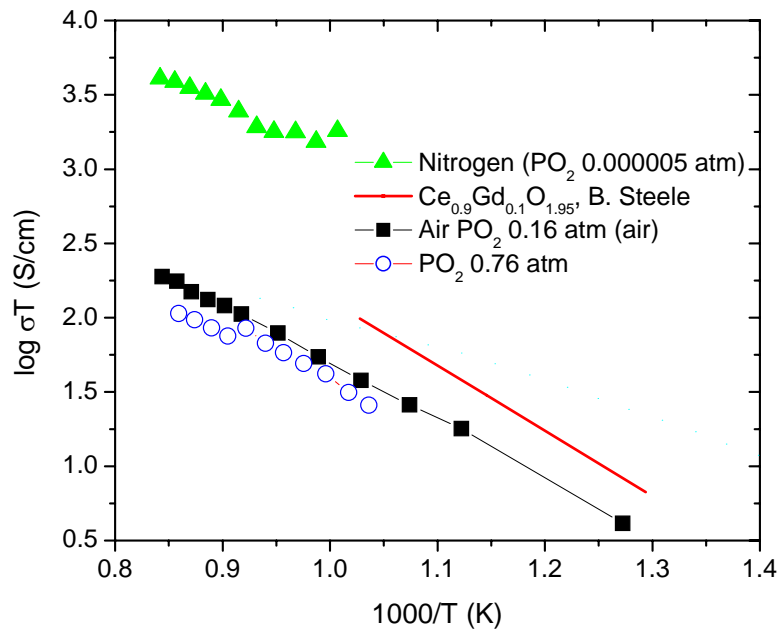 4.0
3.5
3.0
2.5
2.0
1.5
1.0
0.5
log σT (S/cm)
Nitrogen (PO₂ 0.000005 atm)
Ce₀.₉Gd₀.₁O₁.₉₅, B. Steele
Air PO₂ 0.16 atm (air)
PO₂ 0.76 atm
0.8 0.9 1.0 1.1 1.2 1.3 1.4
1000/T (K)